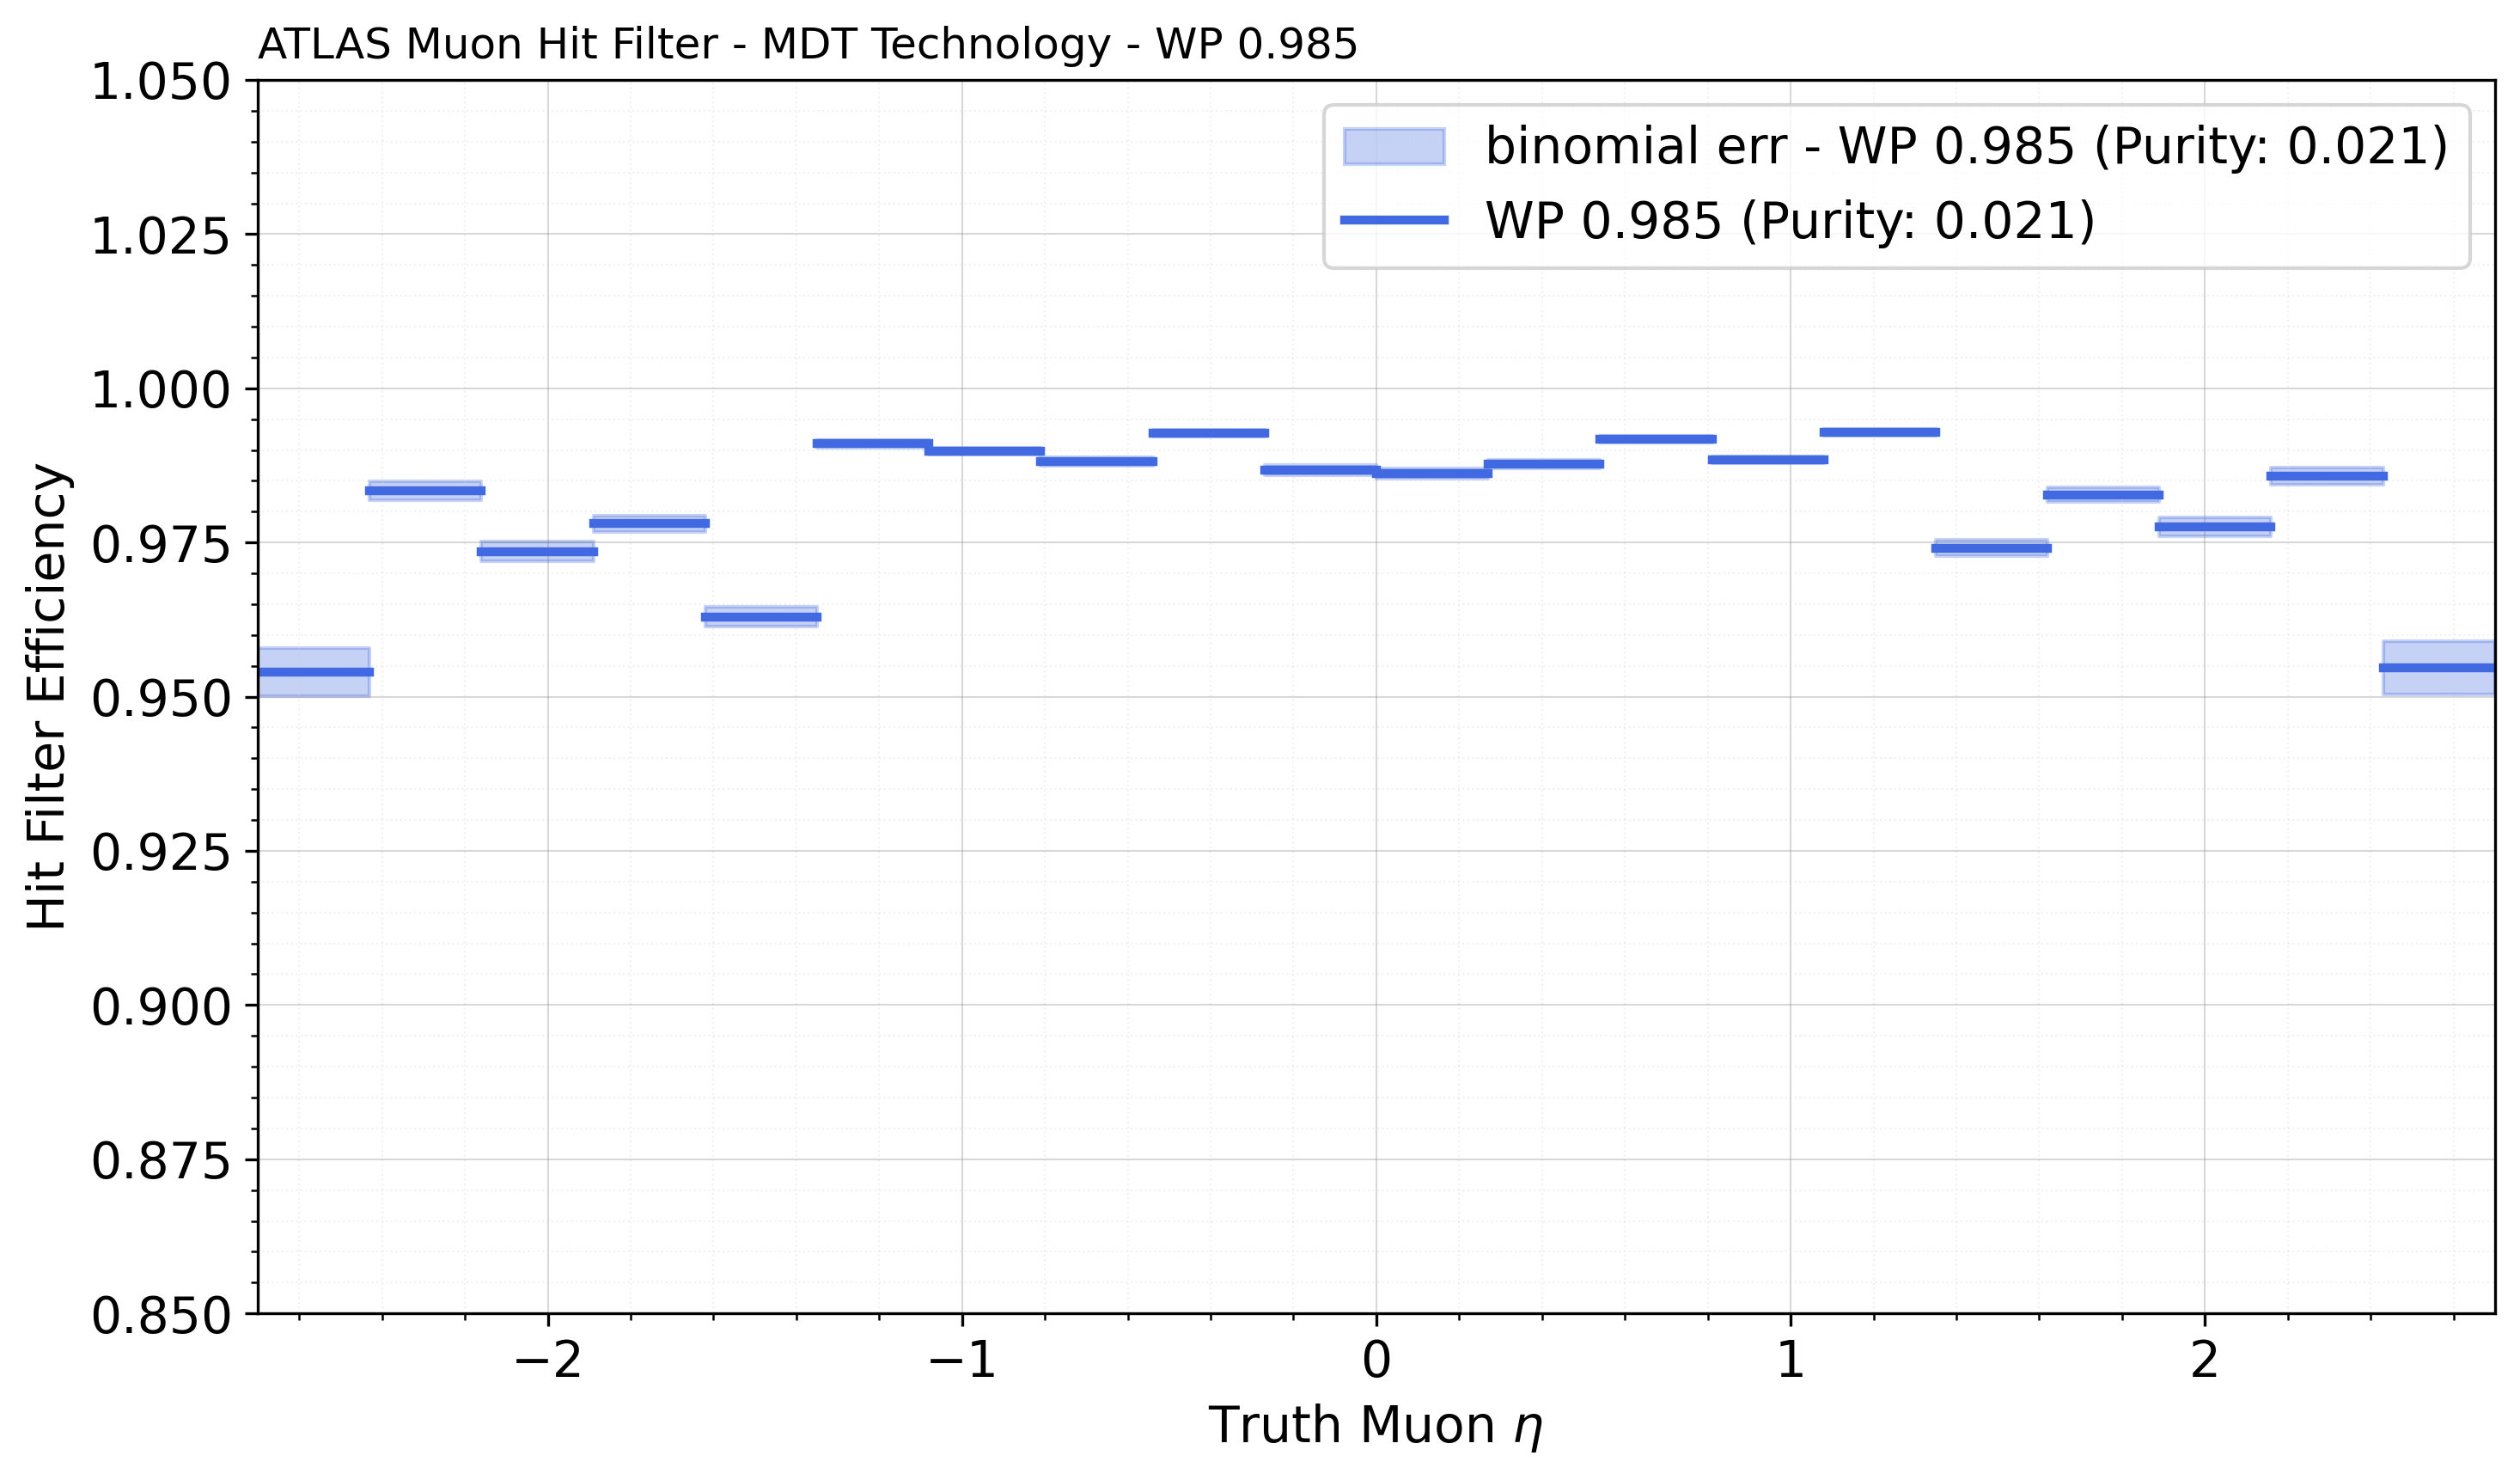 ATLAS Muon Hit Filter - MDT Technology - WP 0.985
1.050
1.025
1.000
0.975
0.950
0.925
0.900
0.875
0.850
Hit Filter Efficiency
binomial err - WP 0.985 (Purity: 0.021)
WP 0.985 (Purity: 0.021)
−2
−1
0
1
2
Truth Muon η